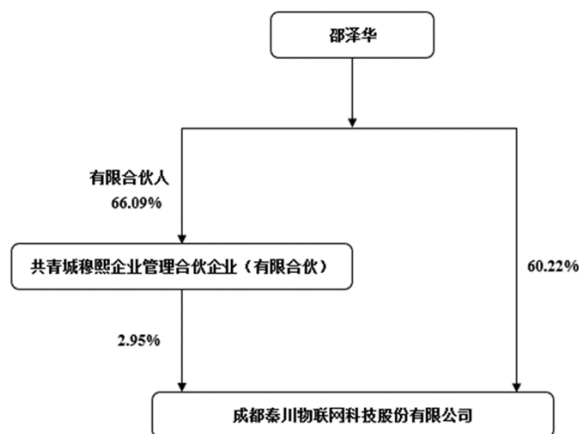 邵泽华
有限合伙人
66.09%
共青城穆熙企业管理合伙企业（有限合伙）
60.22%
2.95%
成都秦川物联网科技股份有限公司